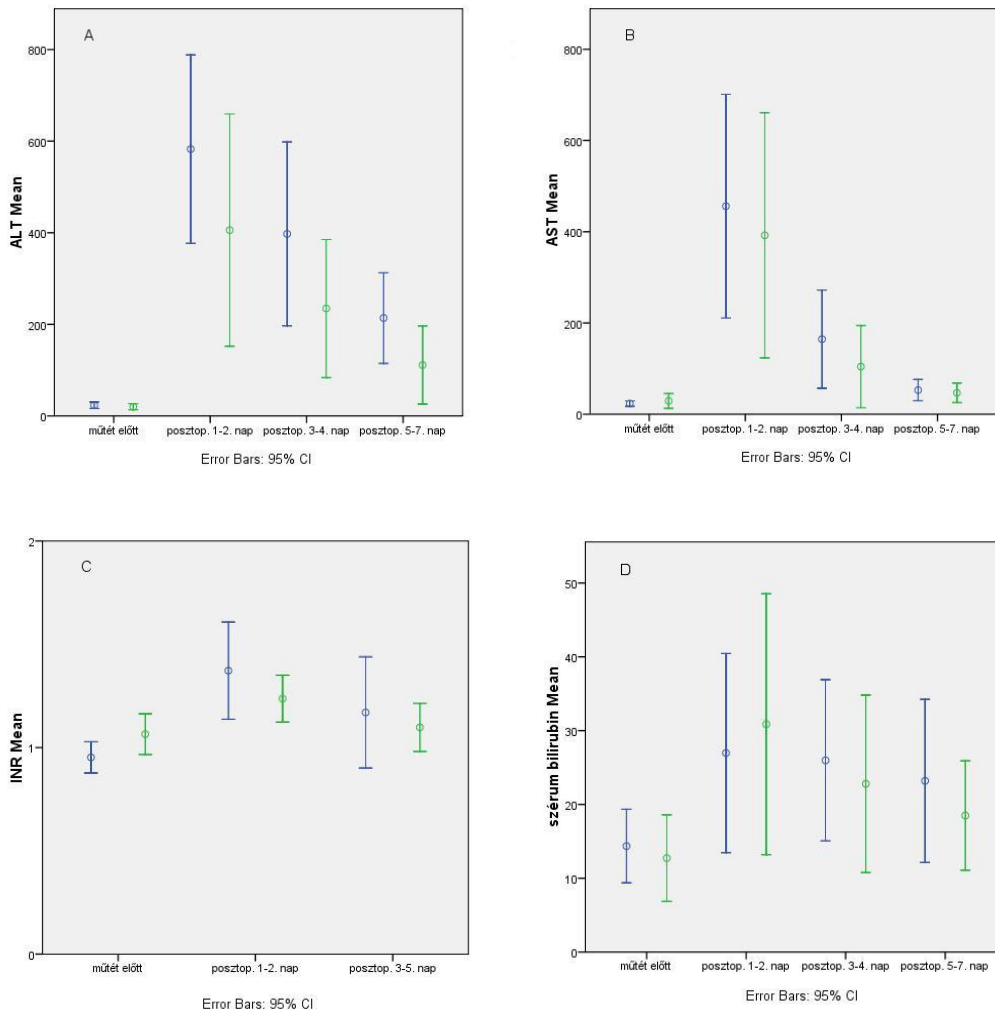 A
ALT Mean
800
600
400
200
0
műtét előtt posztop. 1-2. nap posztop. 3-4. nap posztop. 5-7. nap
Error Bars: 95% CI
B
AST Mean
800
600
400
200
0
műtét előtt posztop. 1-2. nap posztop. 3-4. nap posztop. 5-7. nap
Error Bars: 95% CI
C
INR Mean
2
1
0
műtét előtt posztop. 1-2. nap posztop. 3-5. nap
Error Bars: 95% CI
D
szérum bilirubin Mean
50
40
30
20
10
0
műtét előtt posztop. 1-2. nap posztop. 3-4. nap posztop. 5-7. nap
Error Bars: 95% CI